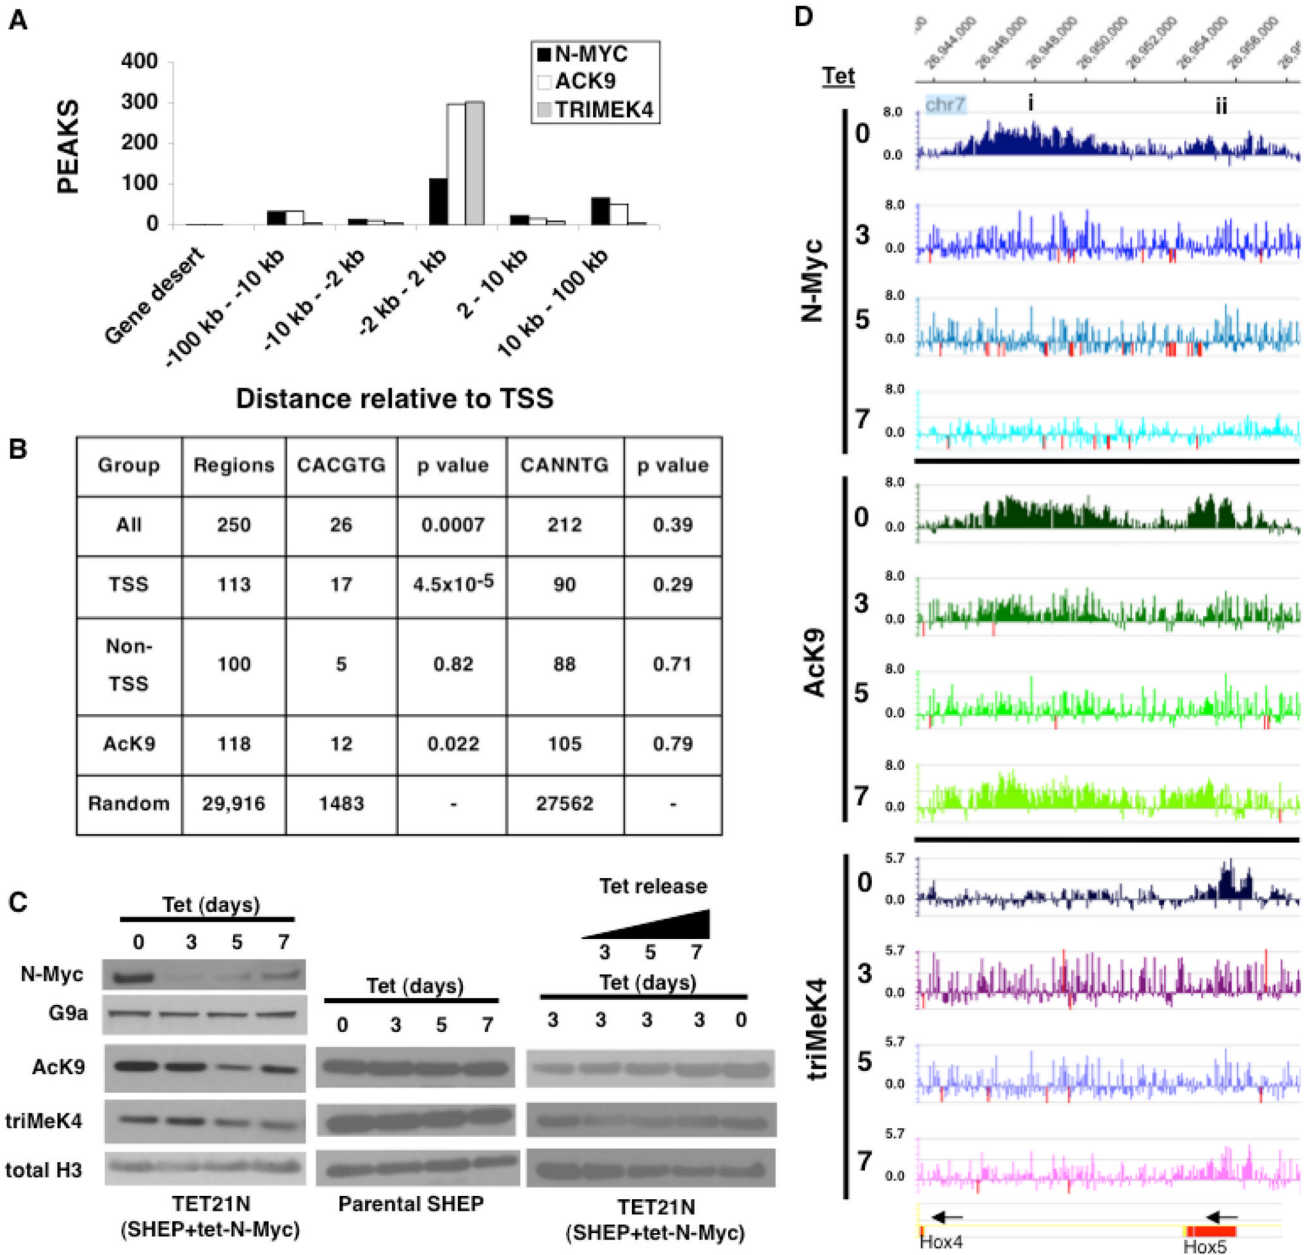 A
PEAKS
400
300
200
100
0
N-MYC
ACK9
TRIMEK4
Gene desert
-100 kb - -10 kb
-10 kb - -2 kb
-2 kb - 2 kb
2 - 10 kb
10 kb - 100 kb
Distance relative to TSS
B
Group Regions CACGTG p value CANNTG p value
All 250 26 0.0007 212 0.39
TSS 113 17 4.5x10-5 90 0.29
Non-
TSS 100 5 0.82 88 0.71
AcK9 118 12 0.022 105 0.79
Random 29,916 1483 - 27562 -
C
Tet (days)
0 3 5 7
N-Myc
G9a
AcK9
triMeK4
total H3
TET21N
(SHEP+tet-N-Myc)
Tet (days)
0 3 5 7
Parental SHEP
Tet release
3 5 7
Tet (days)
3 3 3 3 0
TET21N
(SHEP+tet-N-Myc)
D
26,944,000
26,946,000
26,948,000
26,950,000
26,952,000
26,954,000
26,956,000
Tet
chr7
i
ii
N-Myc
0
8.0
0.0
3
8.0
0.0
5
8.0
0.0
7
8.0
0.0
AcK9
0
8.0
0.0
3
8.0
0.0
5
8.0
0.0
7
8.0
0.0
triMeK4
0
5.7
0.0
3
5.7
0.0
5
5.7
0.0
7
5.7
0.0
Hox4
Hox5